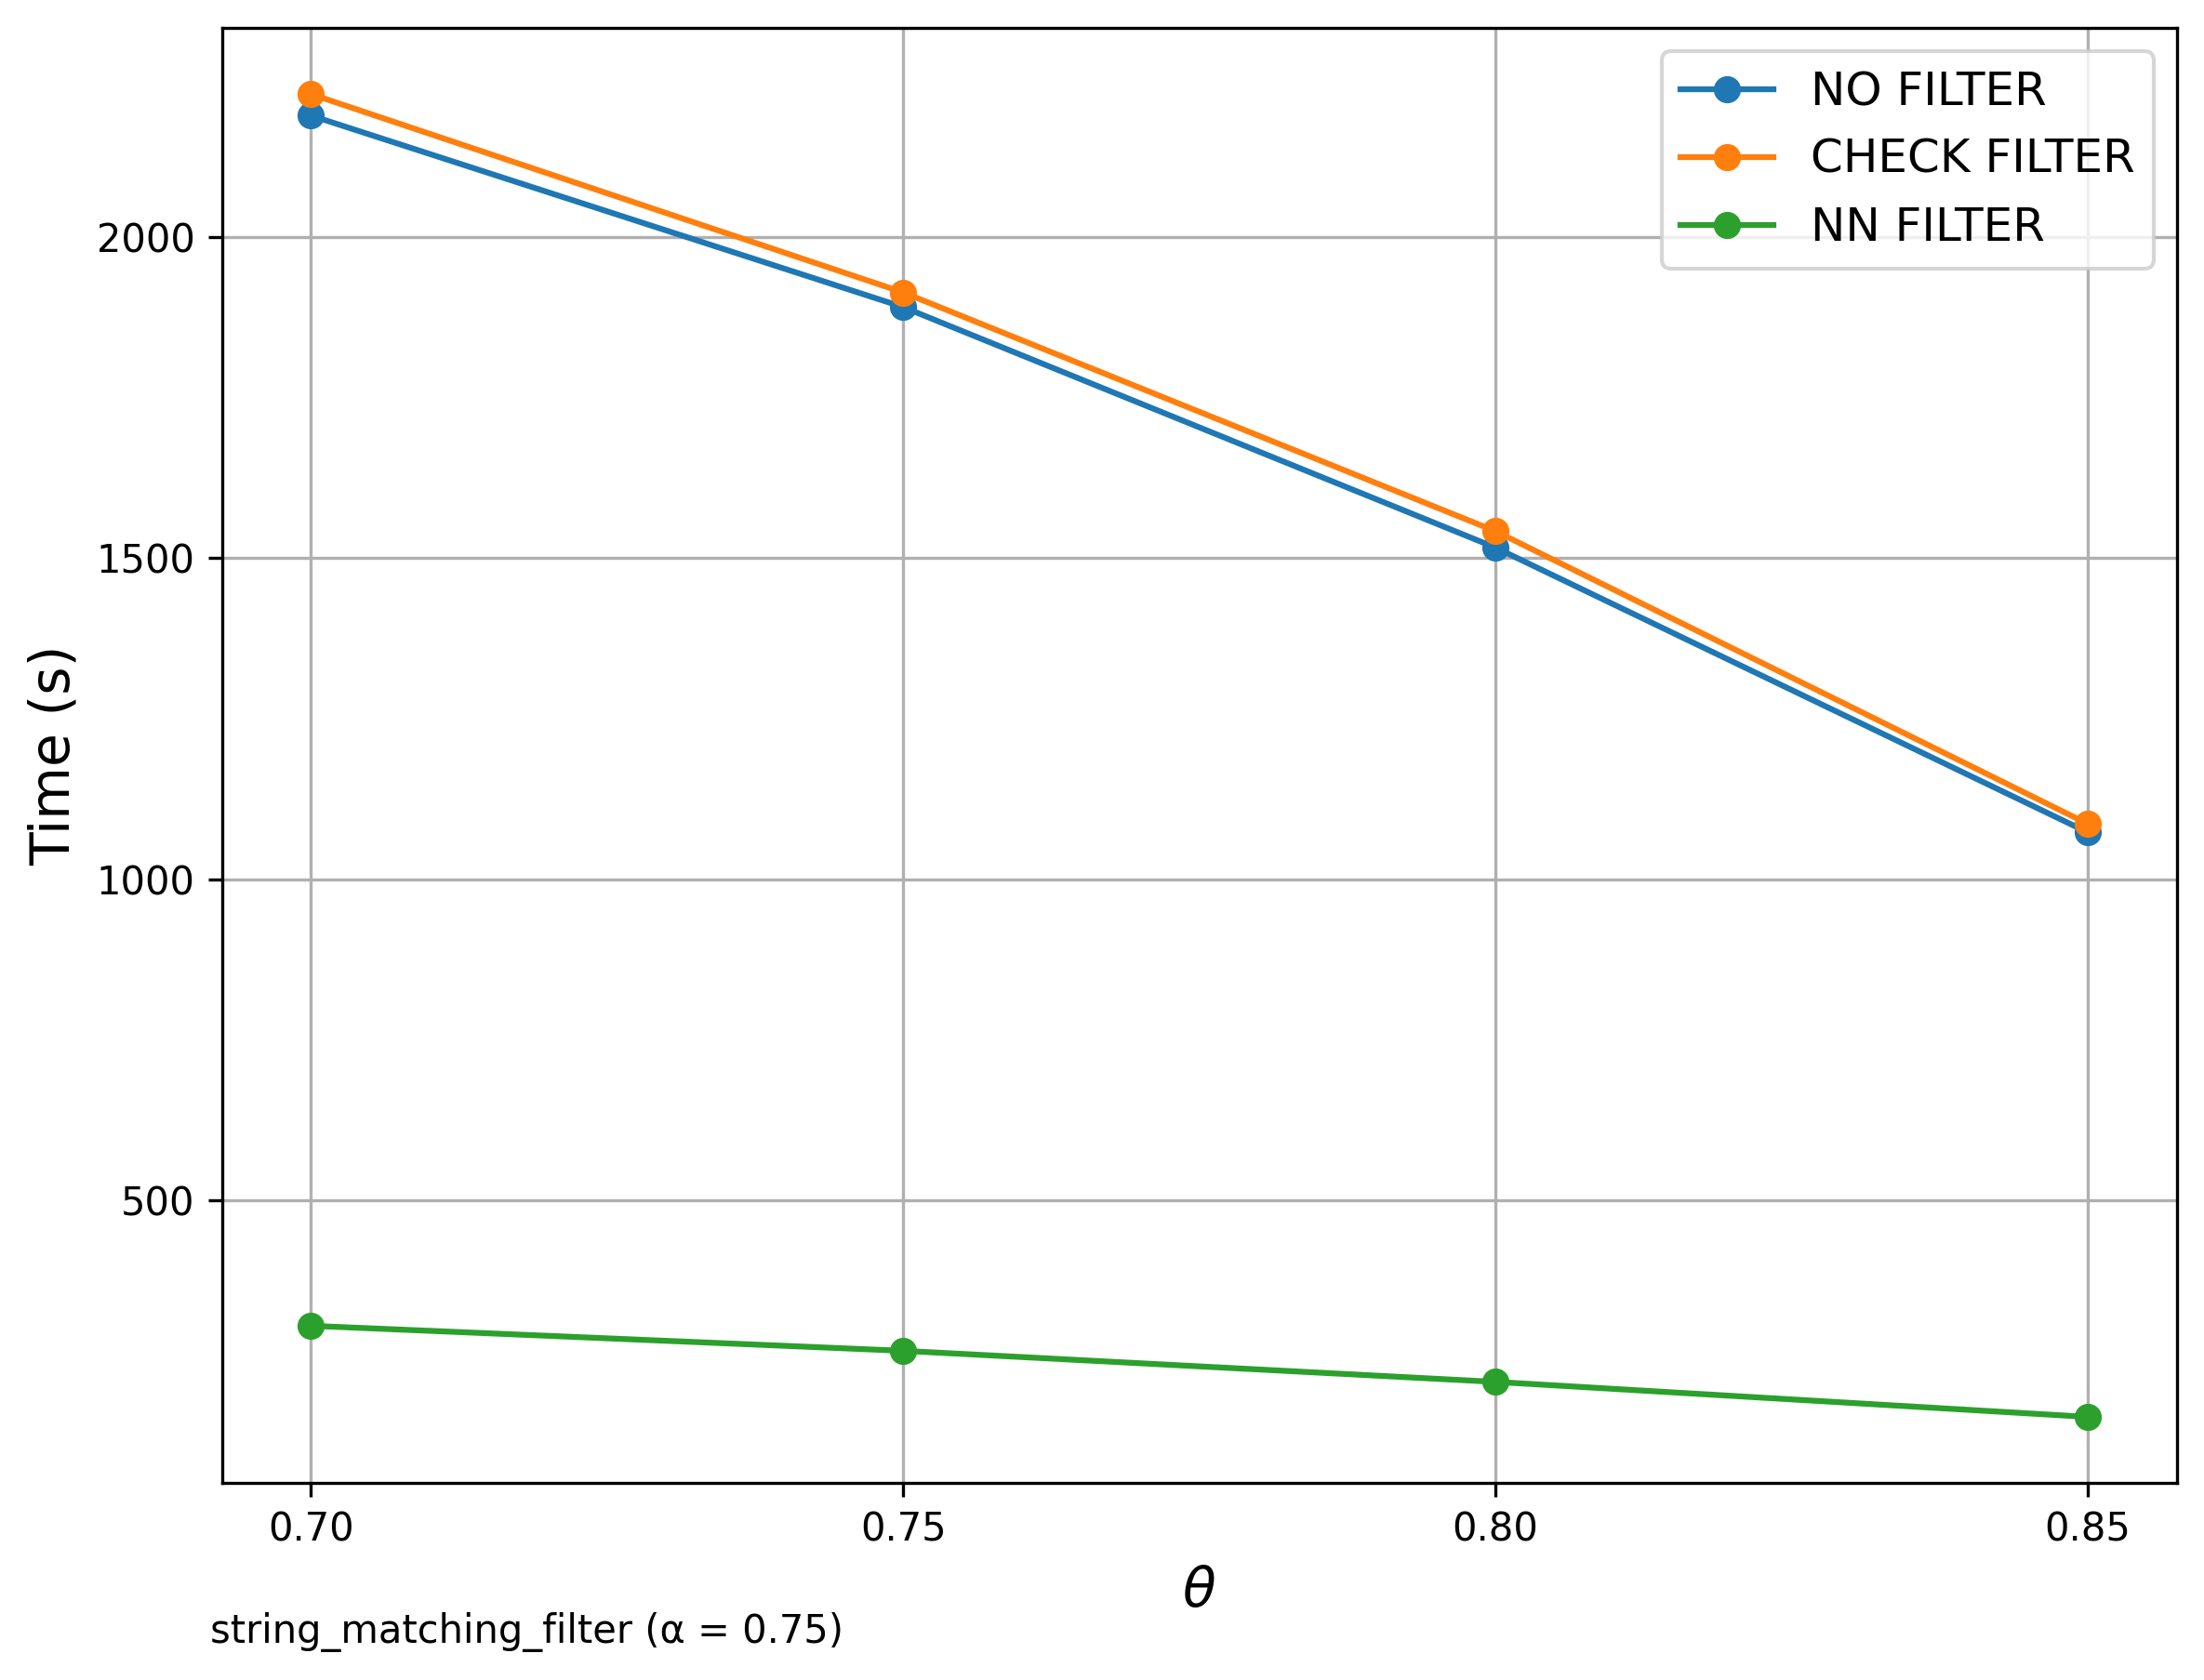 NO FILTER
CHECK FILTER
NN FILTER
2000
1500
1000
500
Time (s)
0.70 0.75 0.80 0.85
θ
string_matching_filter (α = 0.75)